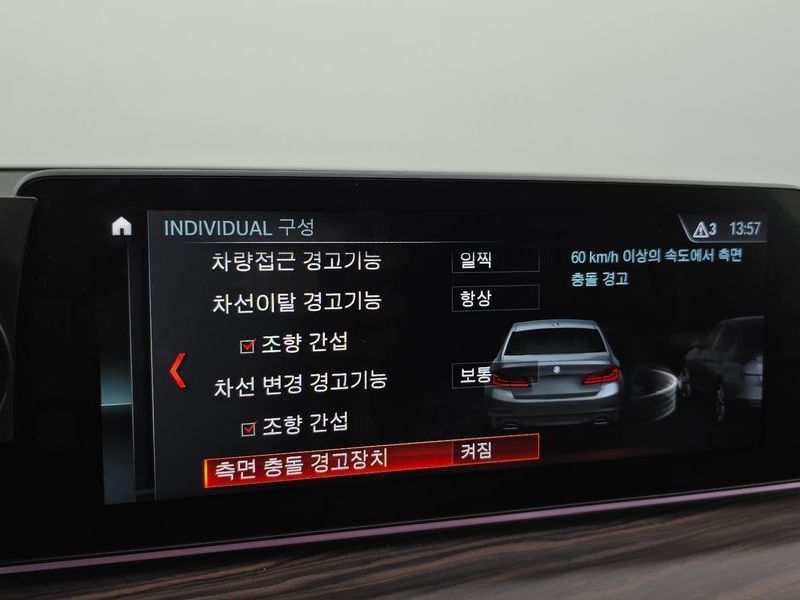 INDIVIDUAL 구성
3 13:57
차량접근 경고기능 일찍
차선이탈 경고기능 항상
조향 간섭
차선 변경 경고기능 보통
조향 간섭
측면 충돌 경고장치 켜짐
60 km/h 이상의 속도에서 측면
충돌 경고